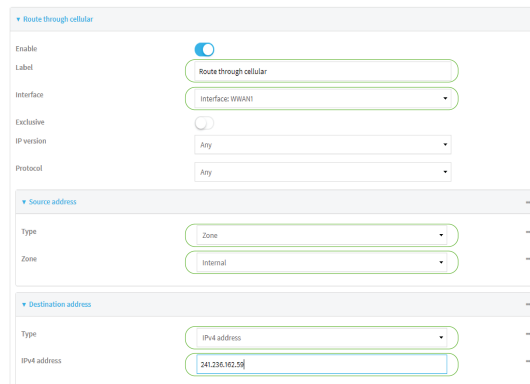 Route through cellular
Enable
Label
Route through cellular
Interface
Interface: WWAN1
Exclusive
IP version
Any
Protocol
Any
Source address
Type
Zone
Zone
Internal
Destination address
Type
IPv4 address
IPv4 address
241.236.162.59